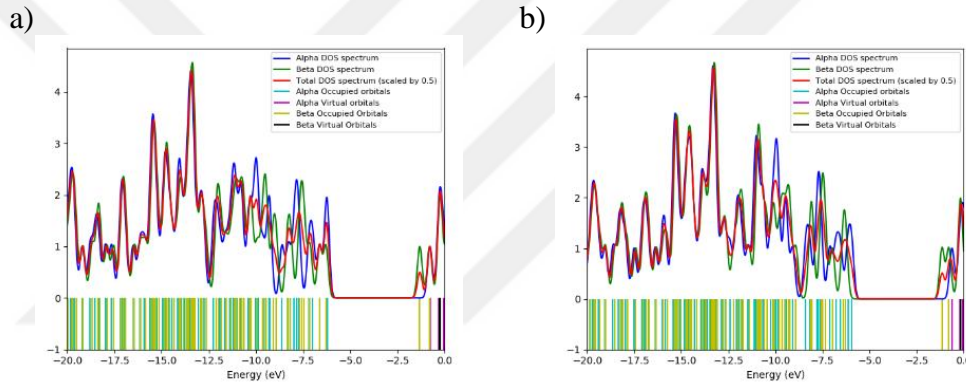 a)
Alpha DOS spectrum
Beta DOS spectrum
Total DOS spectrum (scaled by 0.5)
Alpha Occupied orbitals
Alpha Virtual orbitals
Beta Occupied Orbitals
Beta Virtual Orbitals
4
3
2
1
0
−1
−20.0 −17.5 −15.0 −12.5 −10.0 −7.5 −5.0 −2.5 0.0
Energy (eV)
b)
Alpha DOS spectrum
Beta DOS spectrum
Total DOS spectrum (scaled by 0.5)
Alpha Occupied orbitals
Alpha Virtual orbitals
Beta Occupied Orbitals
Beta Virtual Orbitals
4
3
2
1
0
−1
−20.0 −17.5 −15.0 −12.5 −10.0 −7.5 −5.0 −2.5 0.0
Energy (eV)